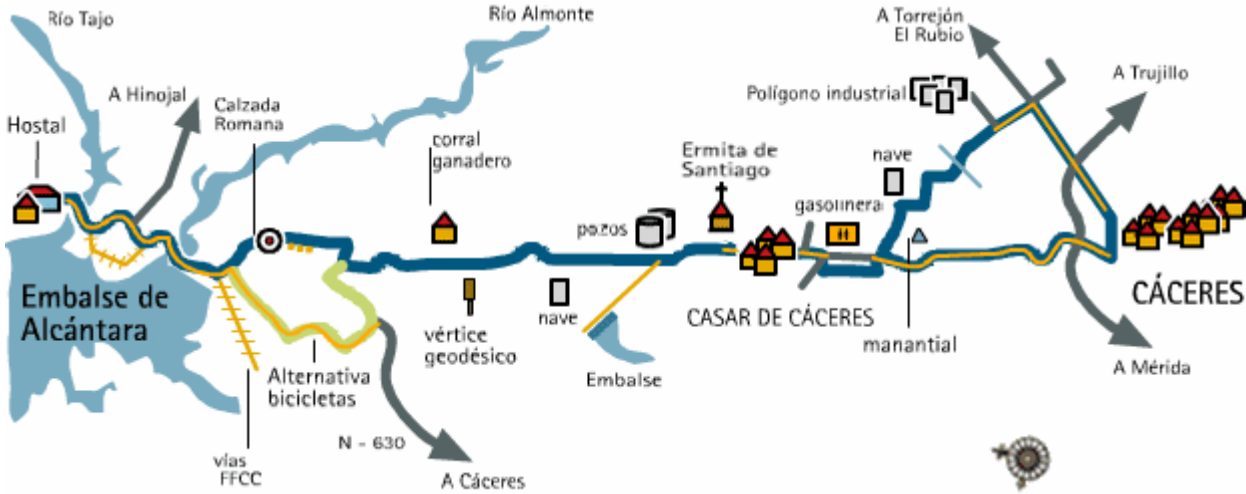 Río Tajo
Río Almonte
A Torrejón
El Rubio
A Trujillo
A Hinojal
Calzada
Romana
Polígono industrial
Hostal
corral
ganadero
Ermita de
Santiago
nave
gasolinera
pozos
Embalse de
Alcántara
CÁCERES
CASAR DE CÁCERES
nave
vértice
geodésico
manantial
Alternativa
bicicletas
Embalse
A Mérida
N - 630
vías
FFCC
A Cáceres